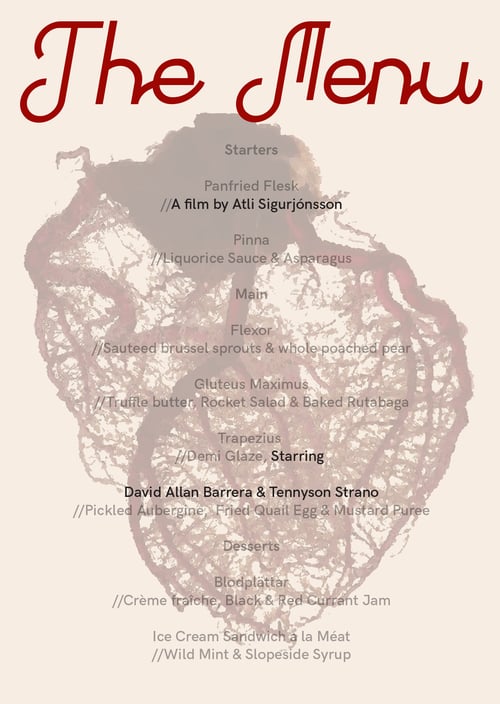 The Menu
Starters
Panfried Flesk
//A film by Atli Sigurjónsson
Pinna
//Liquorice Sauce & Asparagus
Main
Flexor
//Sauteed brussel sprouts & whole poached pear
Gluteus Maximus
//Truffle butter, Rocket Salad & Baked Rutabaga
Trapezius
//Demi Glaze, Starring
David Allan Barrera & Tennyson Strano
//Pickled Aubergine, Fried Quail Egg & Mustard Puree
Desserts
Blodplättar
//Crème fraîche, Black & Red Currant Jam
Ice Cream Sandwich á la Méat
//Wild Mint & Slopeside Syrup